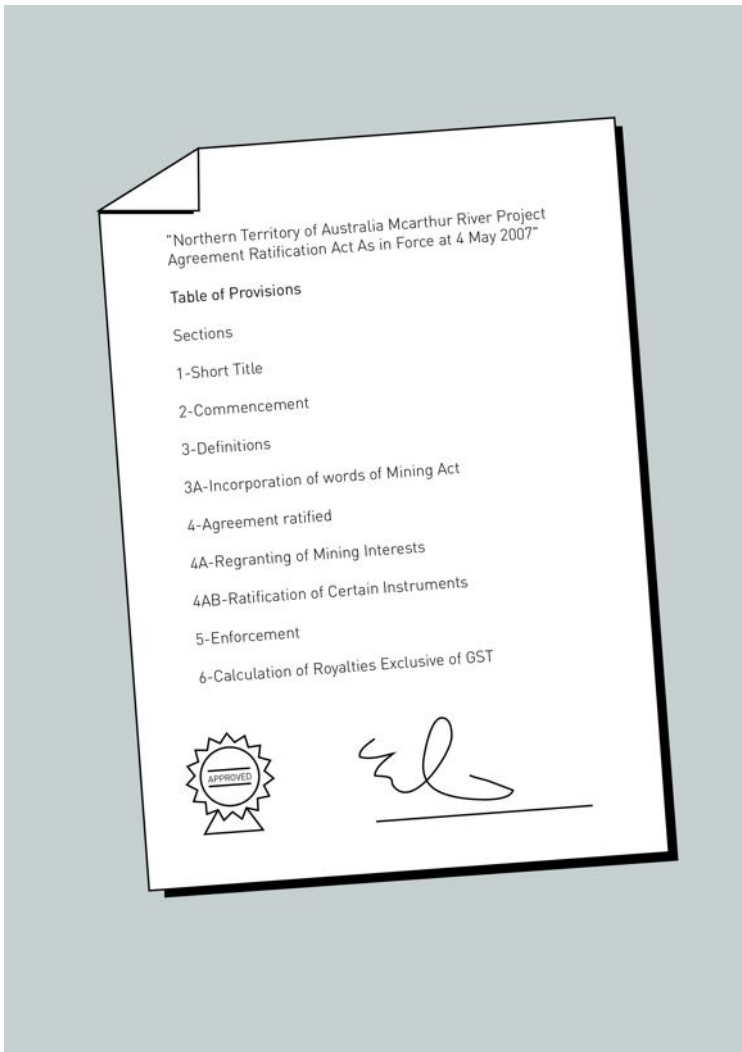 "Northern Territory of Australia Mcarthur River Project
Agreement Ratification Act As in Force at 4 May 2007"
Table of Provisions
Sections
1-Short Title
2-Commencement
3-Definitions
3A-Incorporation of words of Mining Act
4-Agreement ratified
4A-Regranting of Mining Interests
4AB-Ratification of Certain Instruments
5-Enforcement
6-Calculation of Royalties Exclusive of GST
APPROVED